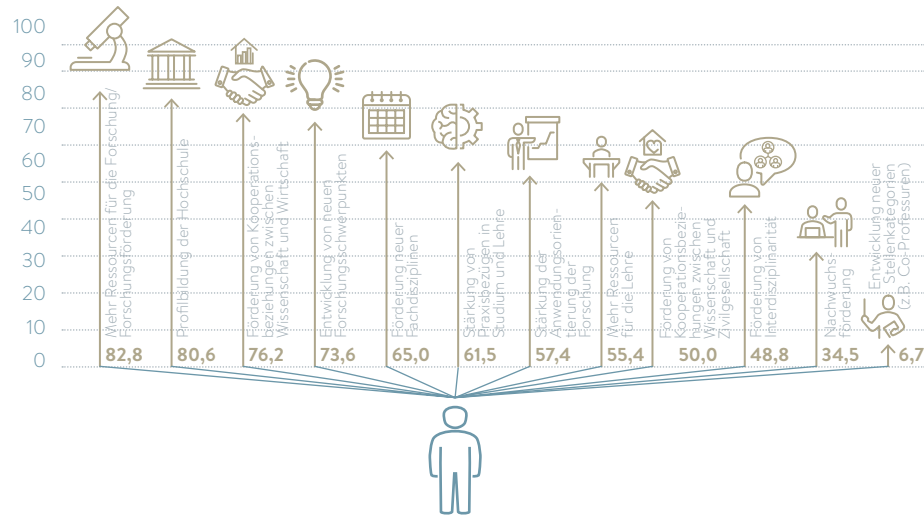 100
90
80
70
60
50
40
30
20
10
0
Mehr Ressourcen für die Forschung/
Forschungsförderung
82,8
Profilbildung der Hochschule
80,6
Förderung von Kooperations-
beziehungen zwischen
Wissenschaft und Wirtschaft
76,2
Entwicklung von neuen
Forschungsschwerpunkten
73,6
Förderung neuer
Fachdisziplinen
65,0
Stärkung von
Praxisbezügen in
Studium und Lehre
61,5
Stärkung der
Anwendungsorien-
tierung der
Forschung
57,4
Mehr Ressourcen
für die Lehre
55,4
Förderung von
Kooperationsbezie-
hungen zwischen
Wissenschaft und
Zivilgesellschaft
50,0
Förderung von
Interdisziplinarität
48,8
Nachwuchs-
förderung
34,5
Entwicklung neuer
Stellenkategorien
(z.B. Co-Professuren)
6,7